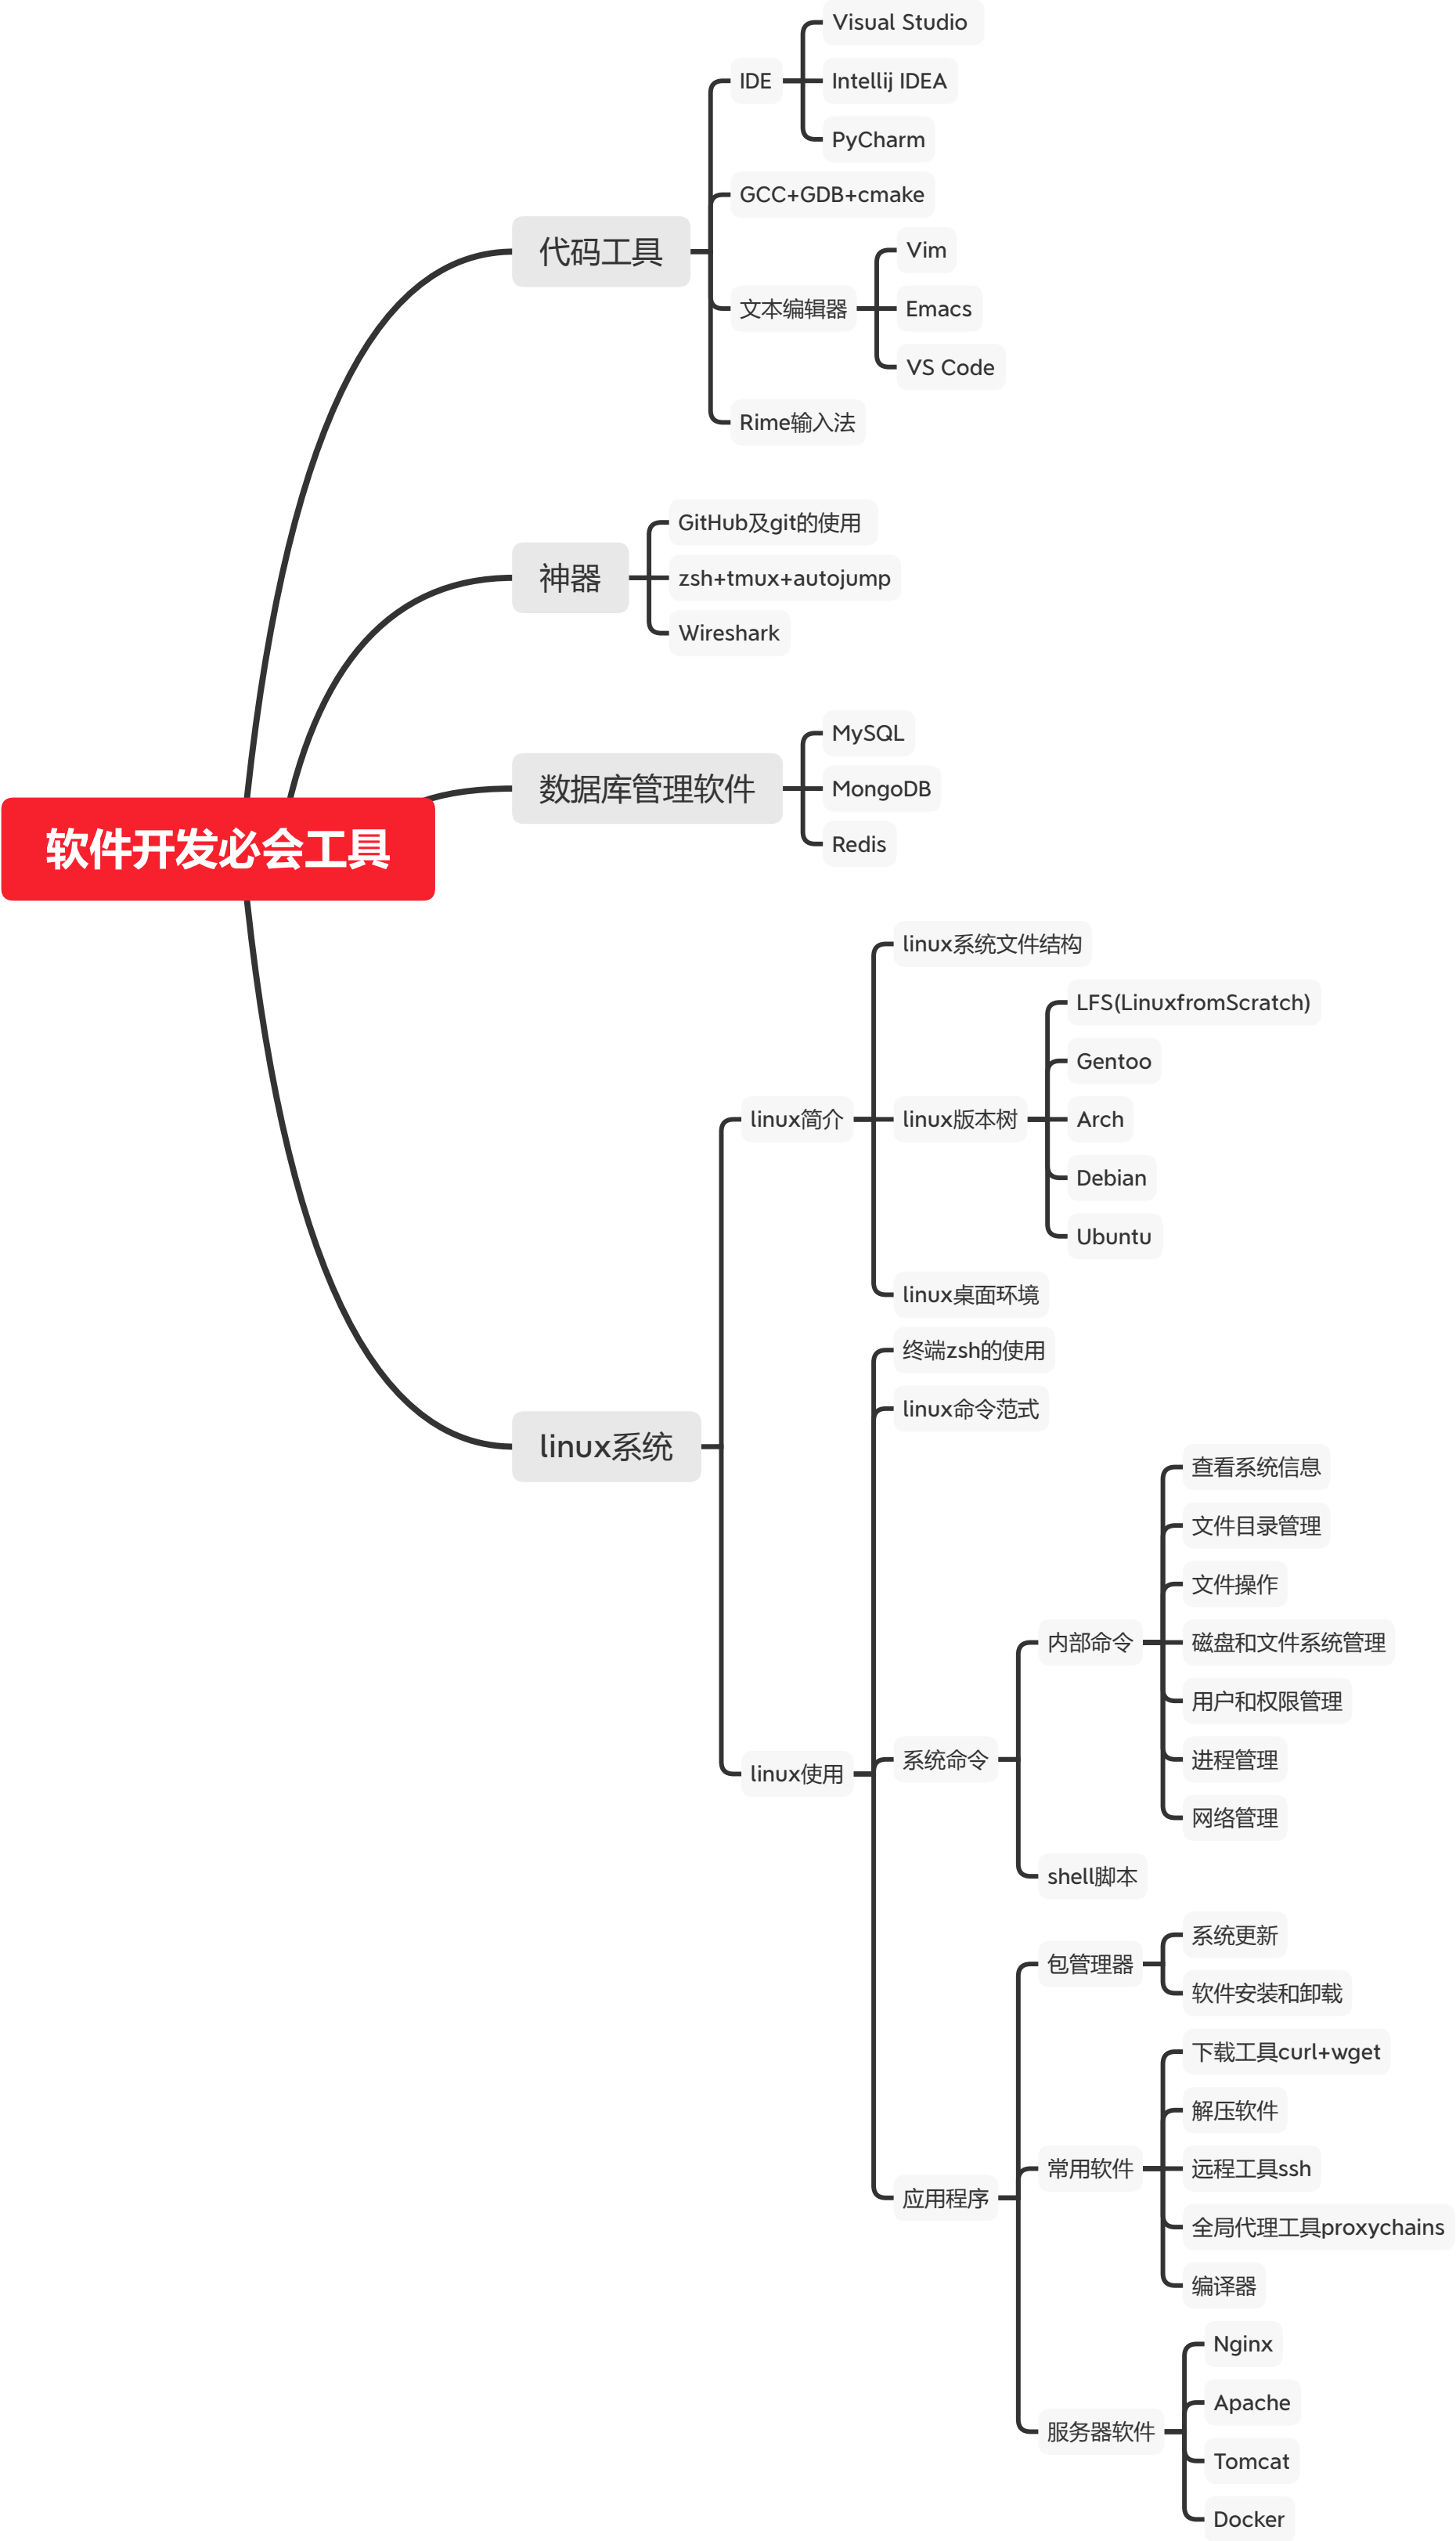 软件开发必会工具
代码工具
IDE
Visual Studio
Intellij IDEA
PyCharm
GCC+GDB+cmake
文本编辑器
Vim
Emacs
VS Code
Rime输入法
神器
GitHub及git的使用
zsh+tmux+autojump
Wireshark
数据库管理软件
MySQL
MongoDB
Redis
linux系统
linux简介
linux系统文件结构
linux版本树
LFS(LinuxfromScratch)
Gentoo
Arch
Debian
Ubuntu
linux桌面环境
linux使用
终端zsh的使用
linux命令范式
系统命令
内部命令
查看系统信息
文件目录管理
文件操作
磁盘和文件系统管理
用户和权限管理
进程管理
网络管理
shell脚本
应用程序
包管理器
系统更新
软件安装和卸载
常用软件
下载工具curl+wget
解压软件
远程工具ssh
全局代理工具proxychains
编译器
服务器软件
Nginx
Apache
Tomcat
Docker